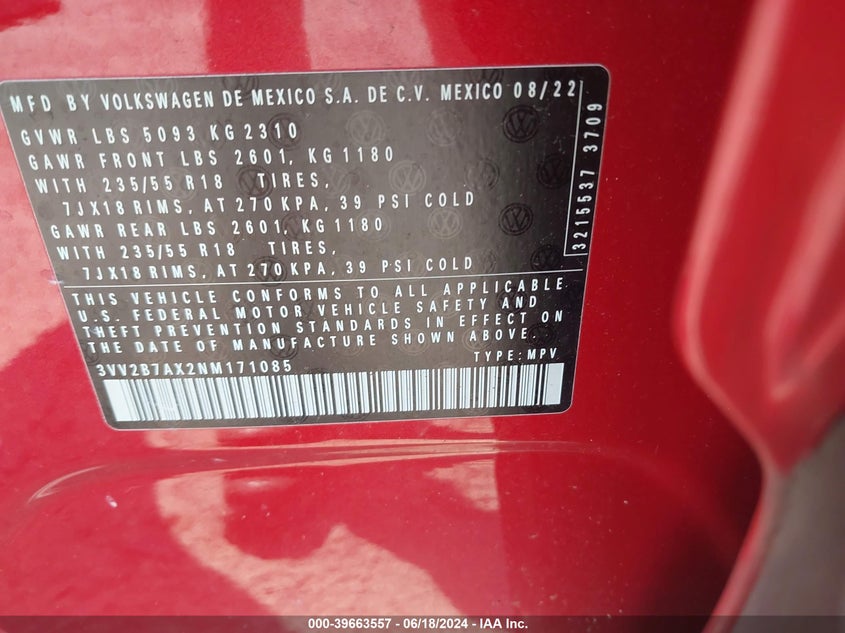 MFD BY VOLKSWAGEN DE MEXICO S.A. DE C.V. MEXICO 08/22
GVWR LBS 5093 KG 2310
GAWR FRONT LBS 2601, KG 1180
WITH 235/55 R18 TIRES,
7JX18 RIMS, AT 270 KPA, 39 PSI COLD
GAWR REAR LBS 2601, KG 1180
WITH 235/55 R18 TIRES,
7JX18 RIMS, AT 270 KPA, 39 PSI COLD
THIS VEHICLE CONFORMS TO ALL APPLICABLE
U.S. FEDERAL MOTOR VEHICLE SAFETY AND
THEFT PREVENTION STANDARDS IN EFFECT ON
THE DATE OF MANUFACTURE SHOWN ABOVE.
3VV2B7AX2NM171085 TYPE: MPV
3215537 3709
000-39663557 - 06/18/2024 - IAA Inc.